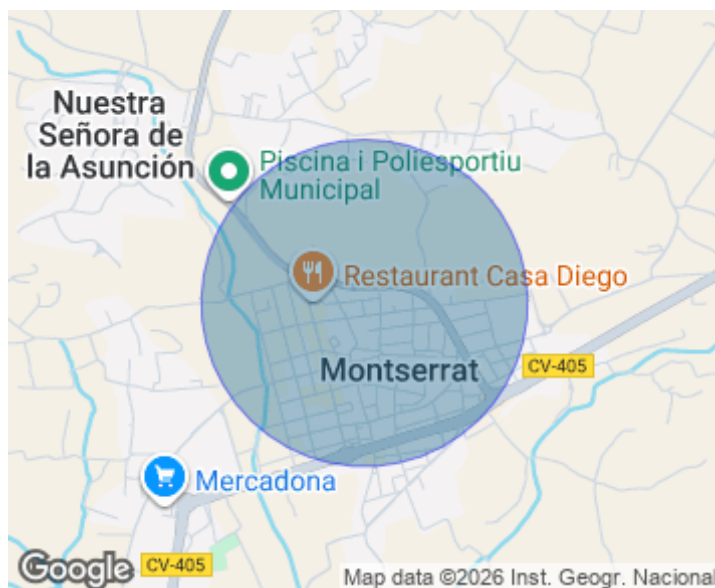 Nuestra
Señora de
la Asunción
Piscina i Poliesportiu
Municipal
Restaurant Casa Diego
Montserrat
CV-405
Mercadona
CV-405
Google
Map data ©2026 Inst. Geogr. Nacional